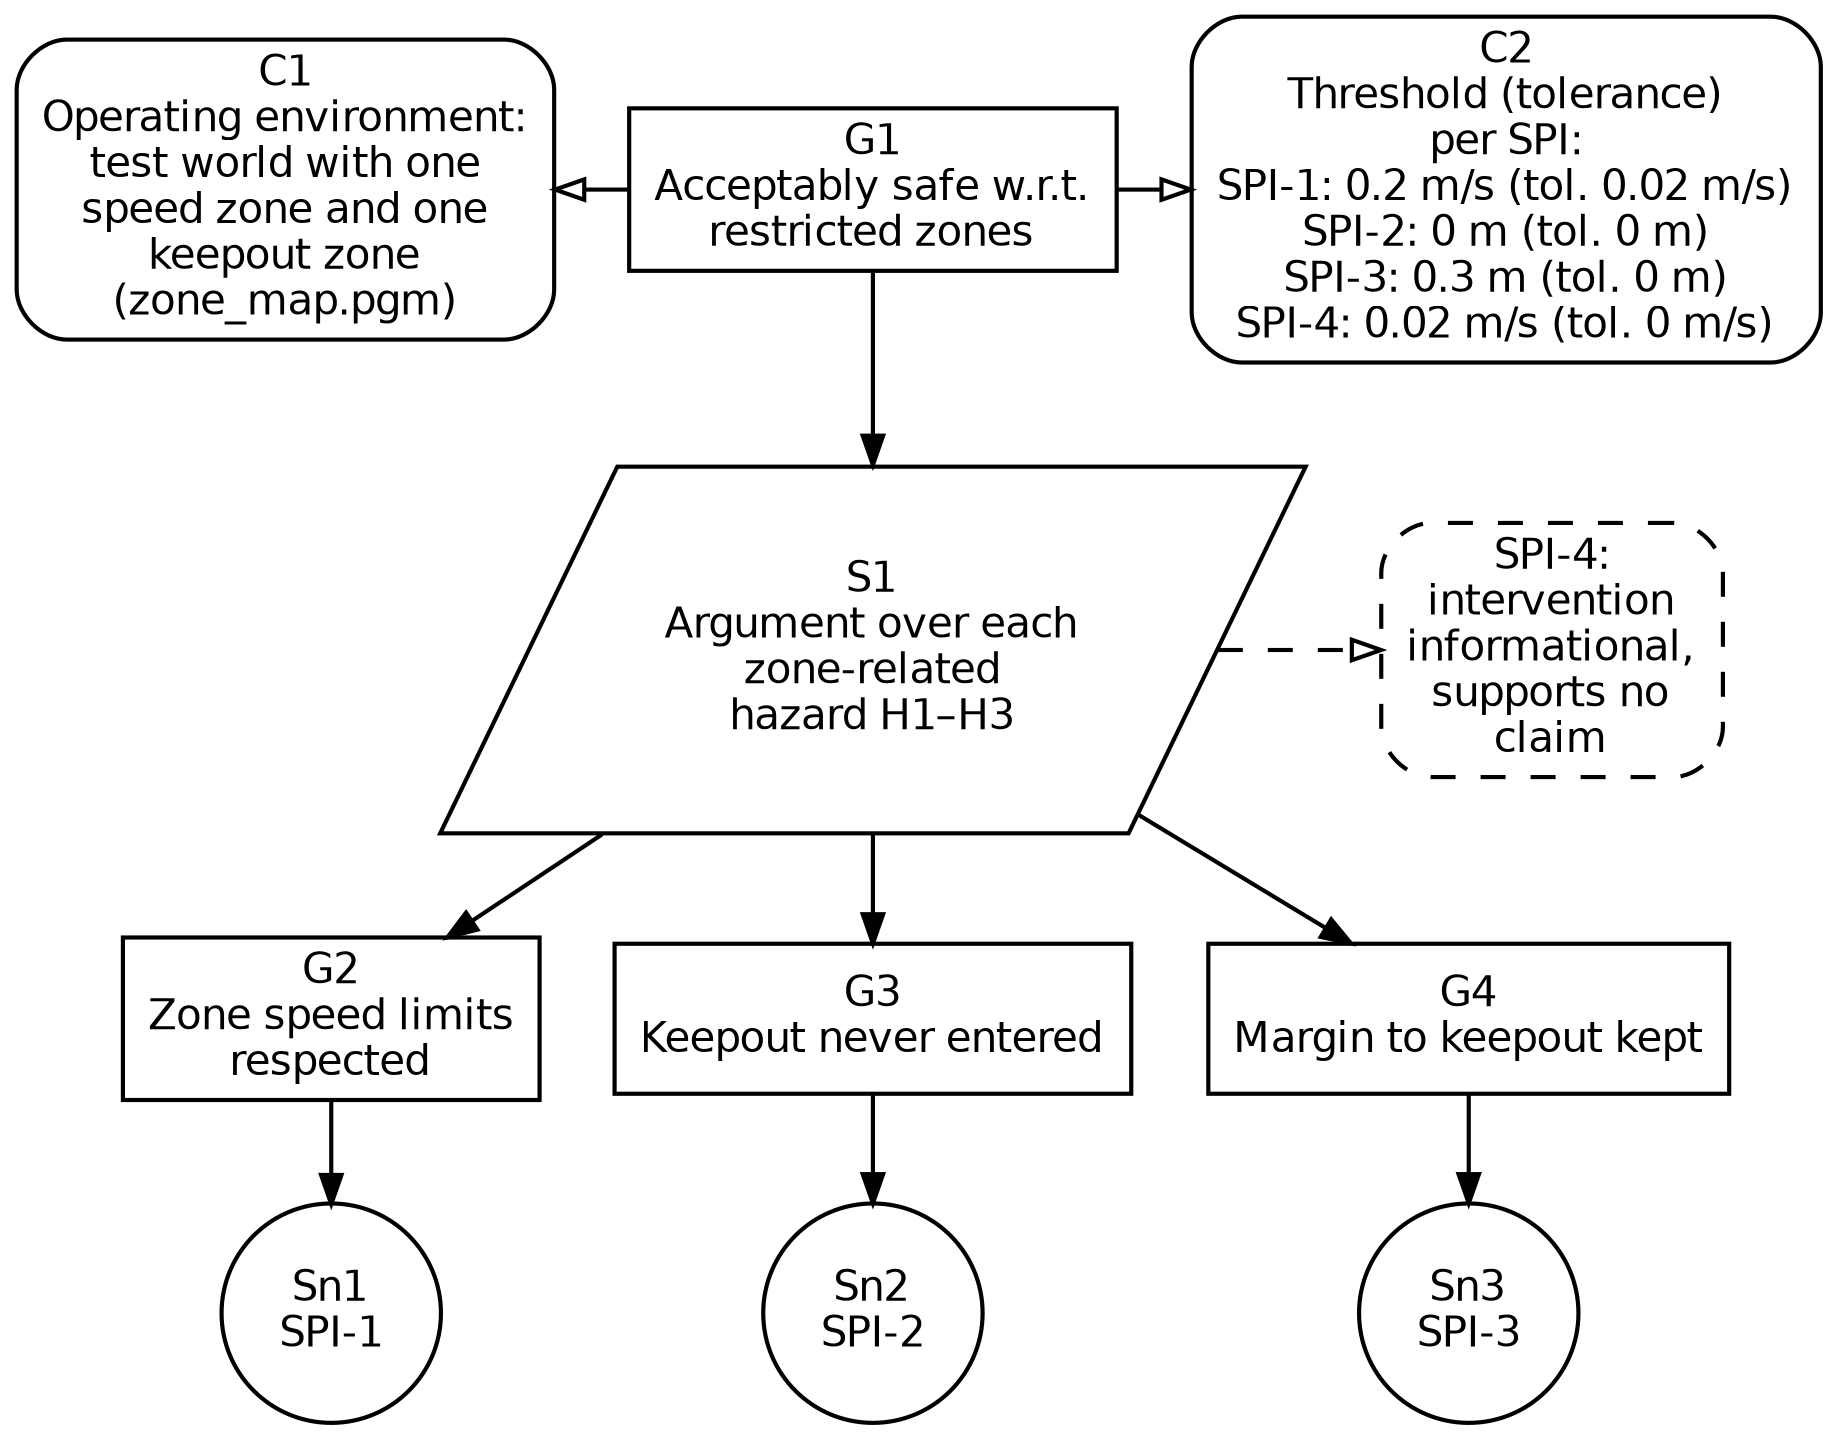 C1
Operating environment:
test world with one
speed zone and one
keepout zone
(zone_map.pgm)
G1
Acceptably safe w.r.t.
restricted zones
C2
Threshold (tolerance)
per SPI:
SPI-1: 0.2 m/s (tol. 0.02 m/s)
SPI-2: 0 m (tol. 0 m)
SPI-3: 0.3 m (tol. 0 m)
SPI-4: 0.02 m/s (tol. 0 m/s)
S1
Argument over each
zone-related
hazard H1–H3
SPI-4:
intervention
informational,
supports no
claim
G2
Zone speed limits
respected
G3
Keepout never entered
G4
Margin to keepout kept
Sn1
SPI-1
Sn2
SPI-2
Sn3
SPI-3